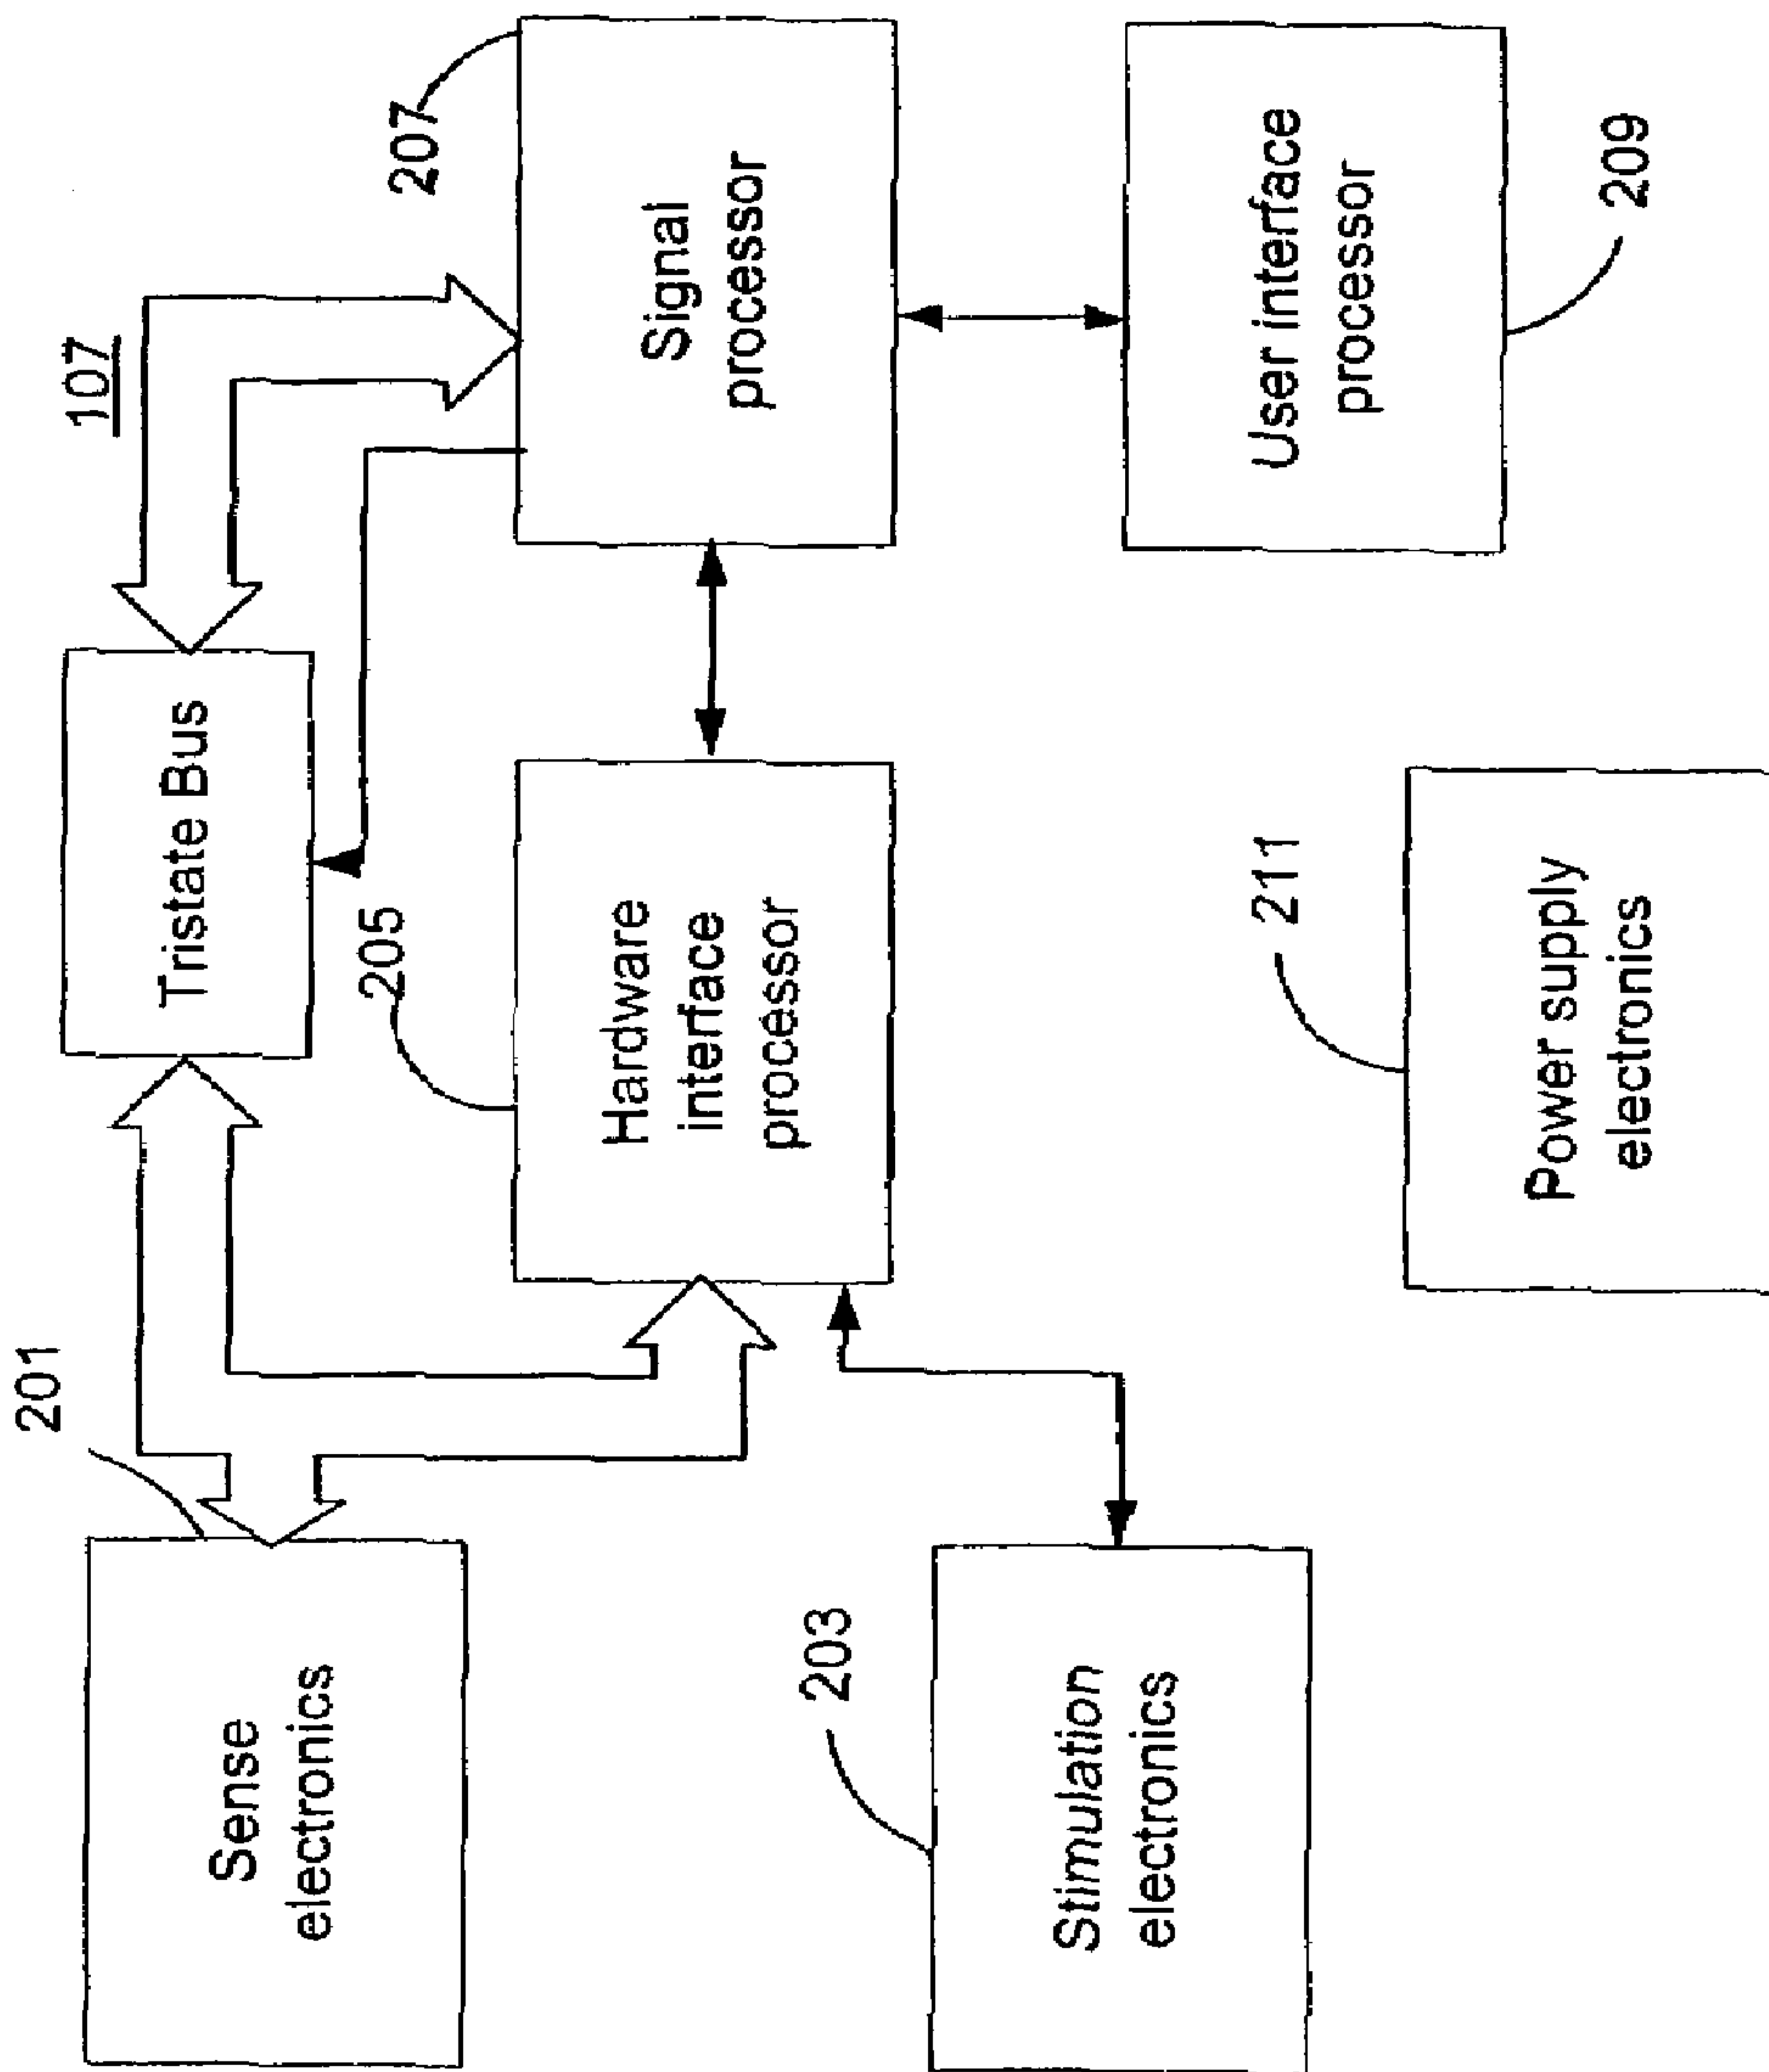 107
201
Sense
electronics
Tristate Bus
207
Signal
processor
205
Hardware
interface
processor
203
Stimulation
electronics
User interface
processor
209
211
Power supply
electronics